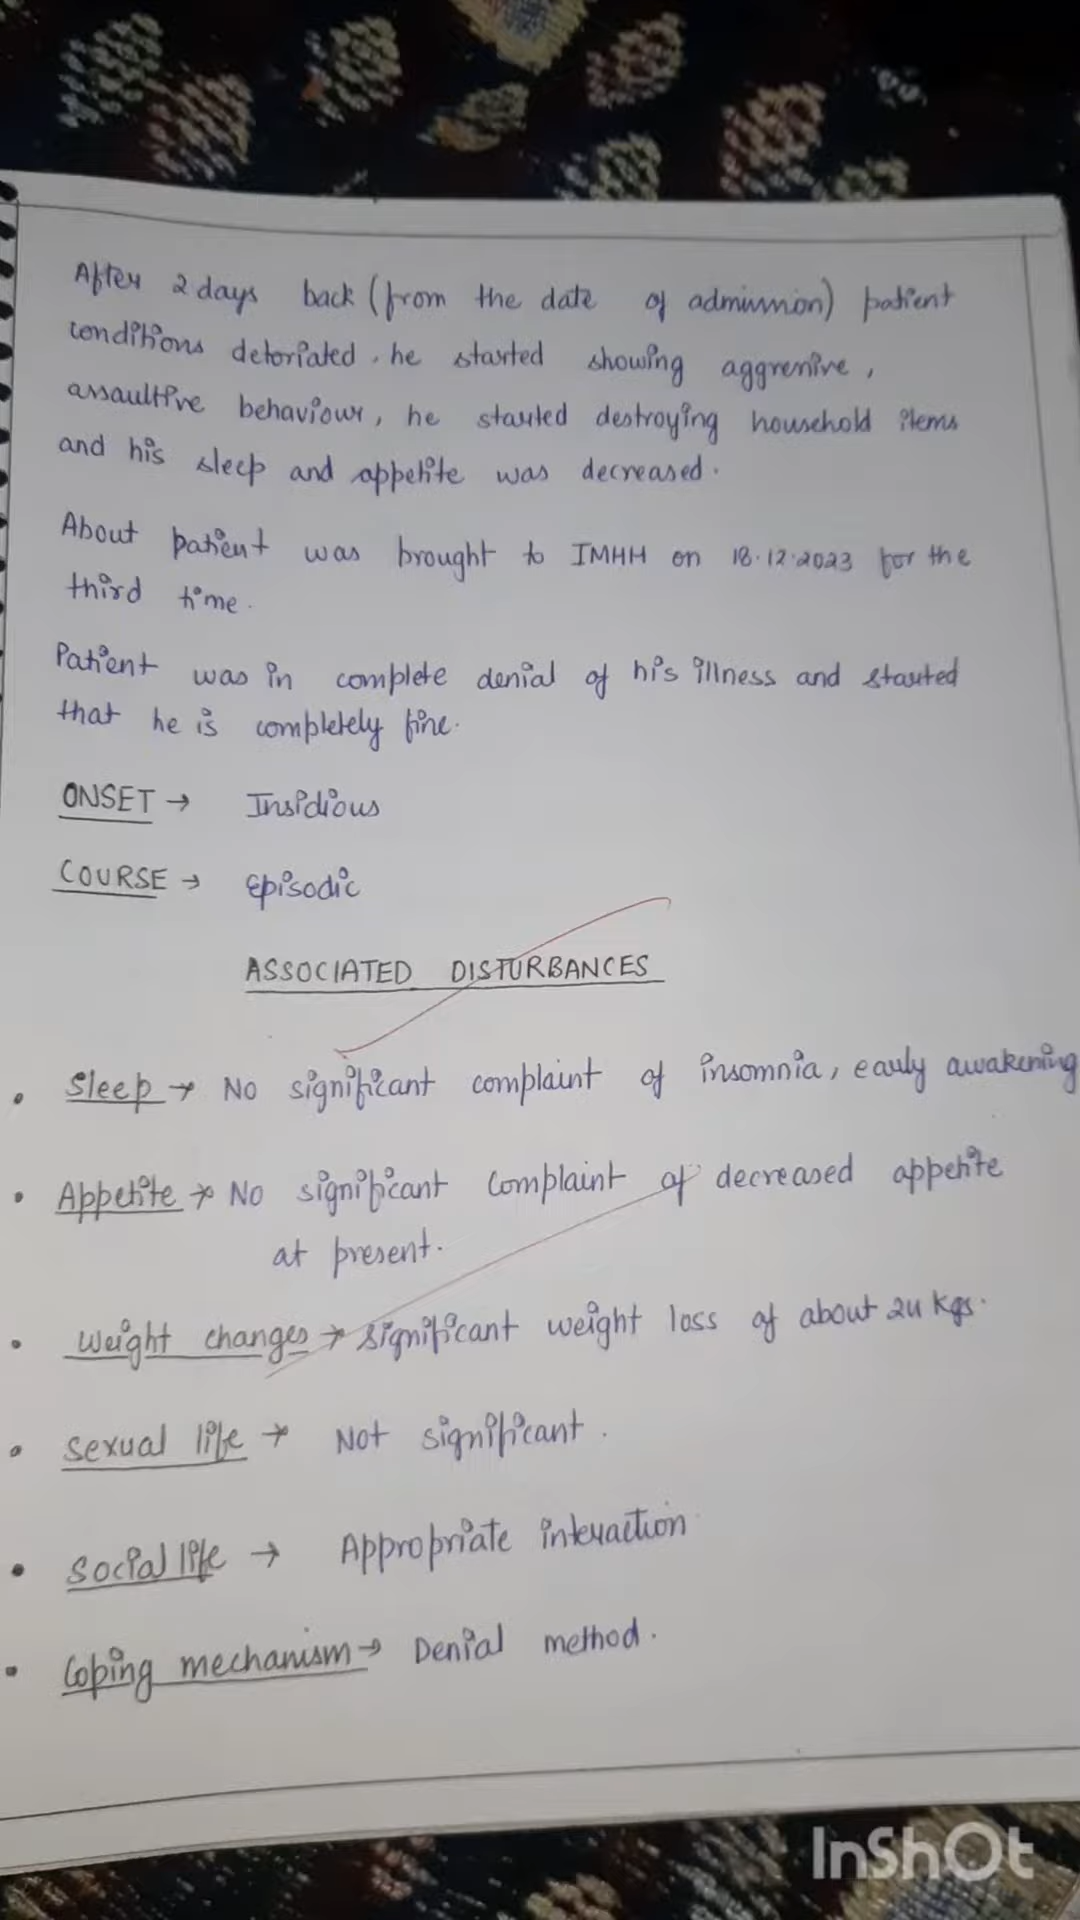 After 2 days back (from the date of admission) patient
conditions detoriated. he started showing aggressive,
assaultive behaviour, he started destroying household items
and his sleep and appetite was decreased.
About patient was brought to IMHH on 18.12.2023 for the
third time.
Patient was in complete denial of his illness and started
that he is completely fine.
ONSET → Insidious
COURSE → Episodic
ASSOCIATED DISTURBANCES
• Sleep → No significant complaint of insomnia, early awakening
• Appetite → No significant complaint of decreased appetite
at present.
• Weight changes → significant weight loss of about 24 kgs.
• Sexual life → Not significant.
• Social life → Appropriate interaction
• Coping mechanism → Denial method.
InShOt